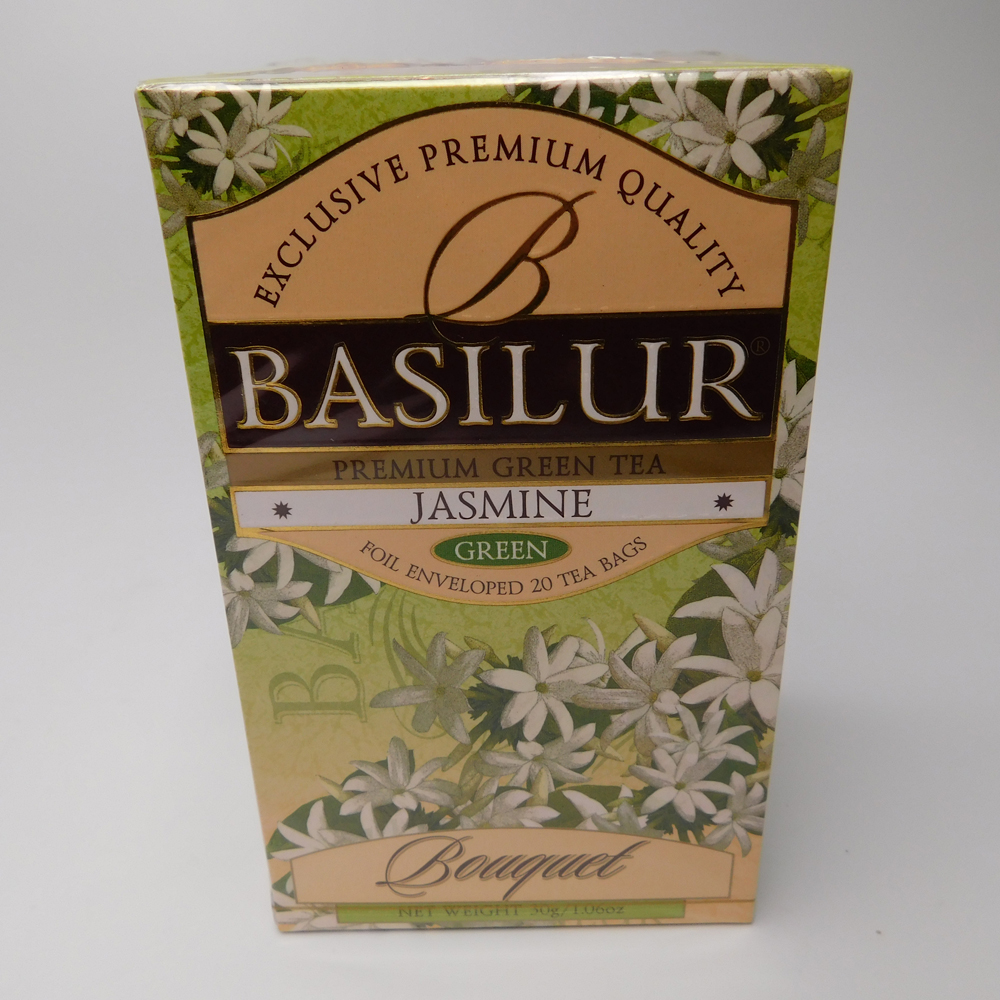 EXCLUSIVE PREMIUM QUALITY
B
BASILUR®
PREMIUM GREEN TEA
JASMINE
GREEN
FOIL ENVELOPED 20 TEA BAGS
BA
Bouquet
NET WEIGHT 30g/1.06oz